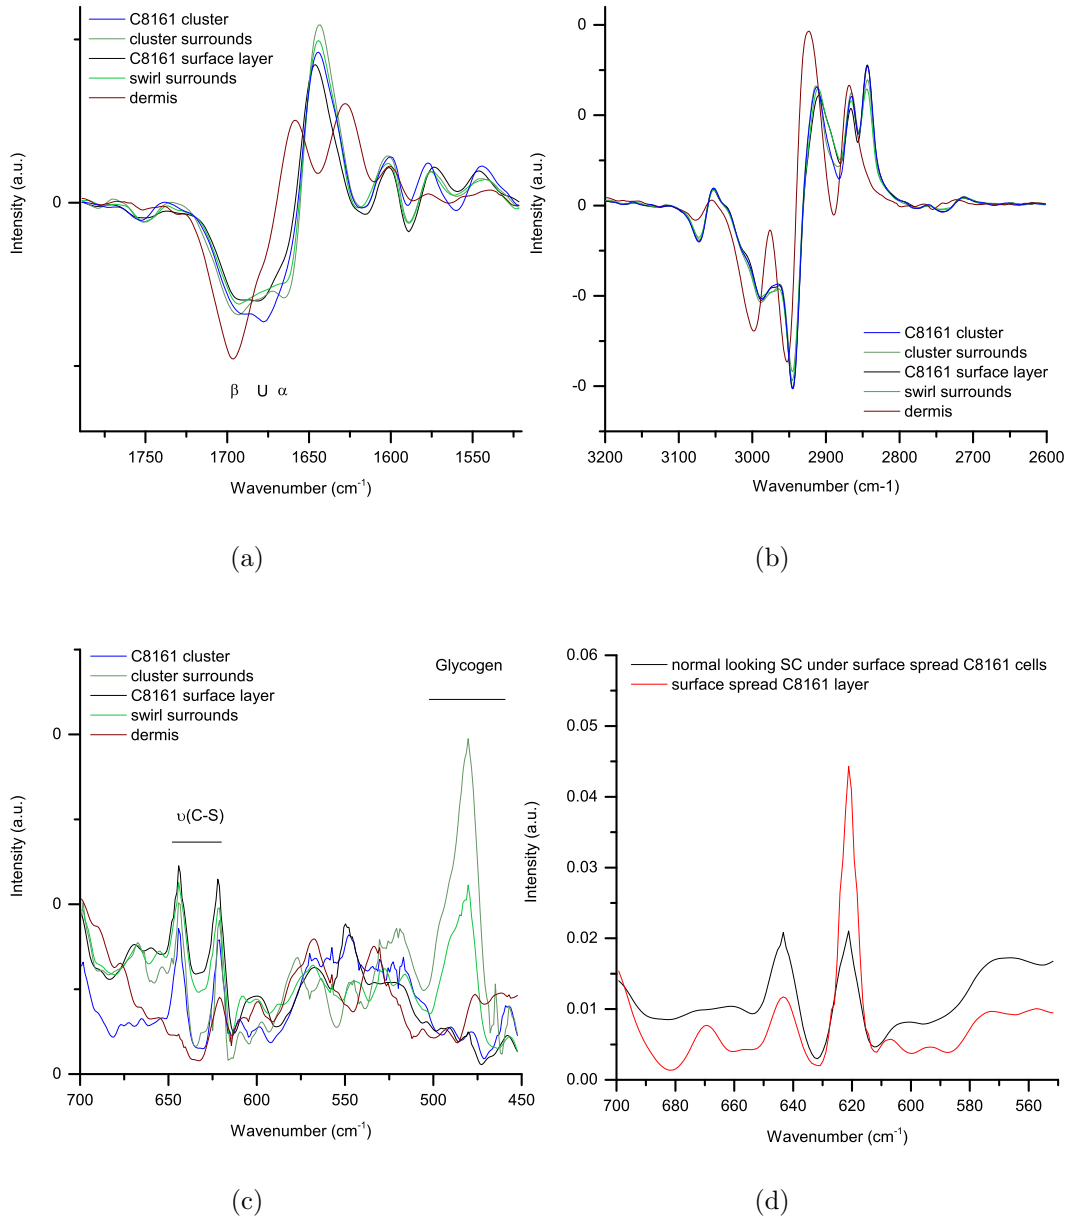 C8161 cluster
cluster surrounds
C8161 surface layer
swirl surrounds
dermis
Intensity (a.u.)
0
β U α
1750 1700 1650 1600 1550
Wavenumber (cm⁻¹)
(a)
0
0
0
-0
-0
Intensity (a.u.)
C8161 cluster
cluster surrounds
C8161 surface layer
swirl surrounds
dermis
3200 3100 3000 2900 2800 2700 2600
Wavenumber (cm-1)
(b)
C8161 cluster
cluster surrounds
C8161 surface layer
swirl surrounds
dermis
Glycogen
υ(C-S)
Intensity (a.u.)
0
0
0
700 650 600 550 500 450
Wavenumber (cm⁻¹)
(c)
normal looking SC under surface spread C8161 cells
surface spread C8161 layer
Intensity (a.u.)
0.06
0.05
0.04
0.03
0.02
0.01
0.00
700 680 660 640 620 600 580 560
Wavenumber (cm⁻¹)
(d)